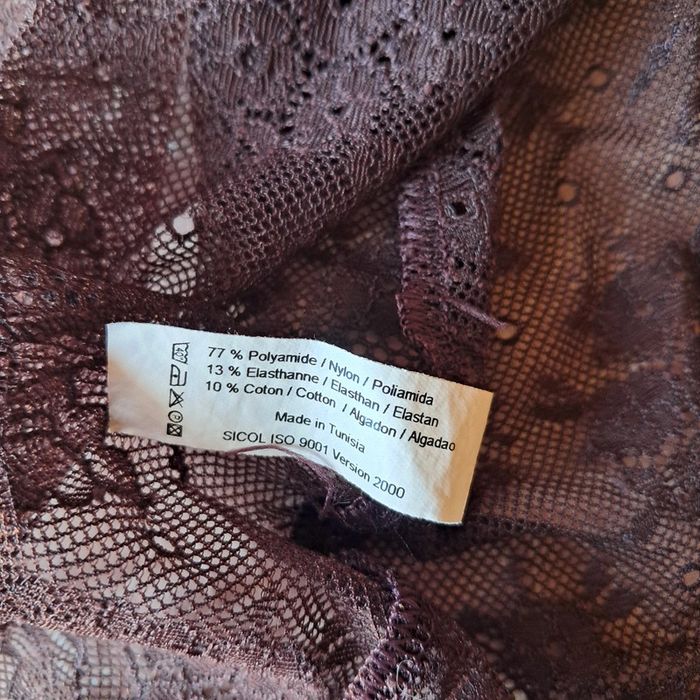 77 % Polyamide / Nylon / Poliamida
13 % Elasthanne / Elasthan / Elastan
10 % Coton / Cotton / Algadon / Algadao
Made in Tunisia
SICOL ISO 9001 Version 2000